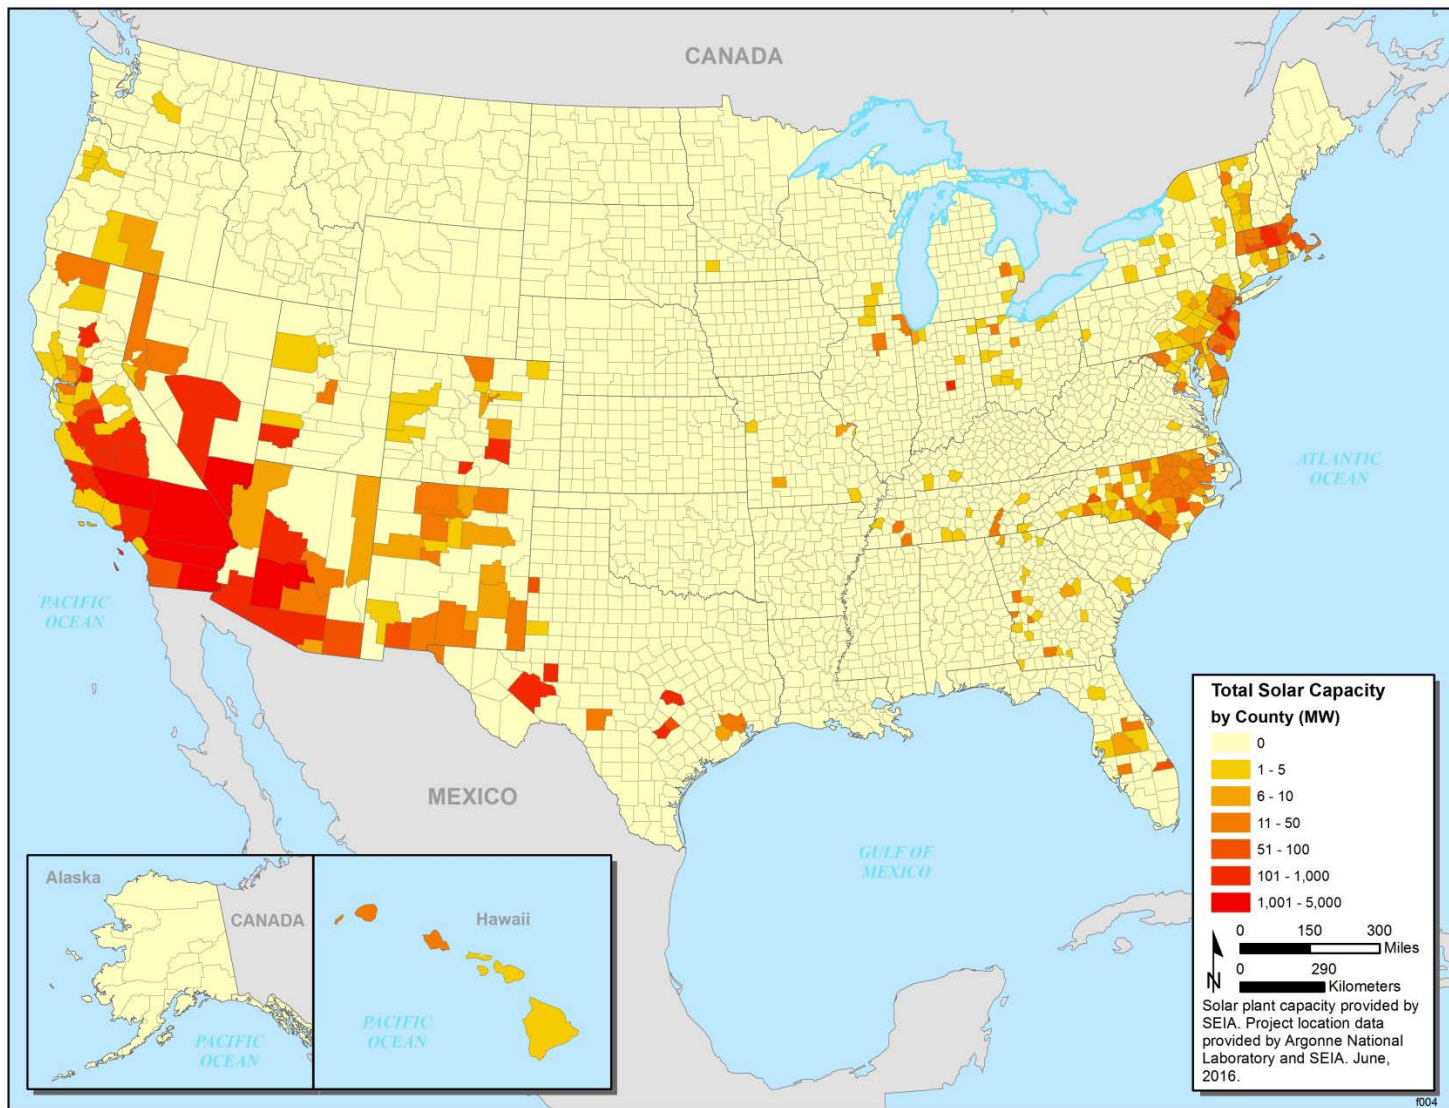 CANADA
PACIFIC
OCEAN
ATLANTIC
OCEAN
MEXICO
GULF OF
MEXICO
Alaska
CANADA
PACIFIC
OCEAN
Hawaii
PACIFIC
OCEAN
Total Solar Capacity
by County (MW)
0
1 - 5
6 - 10
11 - 50
51 - 100
101 - 1,000
1,001 - 5,000
N
0 150 300
Miles
0 290
Kilometers
Solar plant capacity provided by
SEIA. Project location data
provided by Argonne National
Laboratory and SEIA. June,
2016.
f004